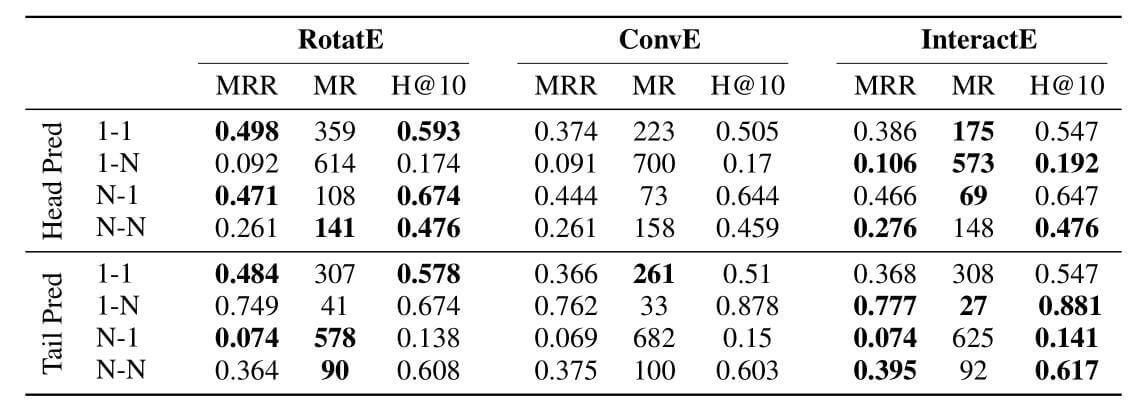 RotatE ConvE InteractE
MRR MR H@10 MRR MR H@10 MRR MR H@10
Head Pred
1-1 0.498 359 0.593 0.374 223 0.505 0.386 175 0.547
1-N 0.092 614 0.174 0.091 700 0.17 0.106 573 0.192
N-1 0.471 108 0.674 0.444 73 0.644 0.466 69 0.647
N-N 0.261 141 0.476 0.261 158 0.459 0.276 148 0.476
Tail Pred
1-1 0.484 307 0.578 0.366 261 0.51 0.368 308 0.547
1-N 0.749 41 0.674 0.762 33 0.878 0.777 27 0.881
N-1 0.074 578 0.138 0.069 682 0.15 0.074 625 0.141
N-N 0.364 90 0.608 0.375 100 0.603 0.395 92 0.617